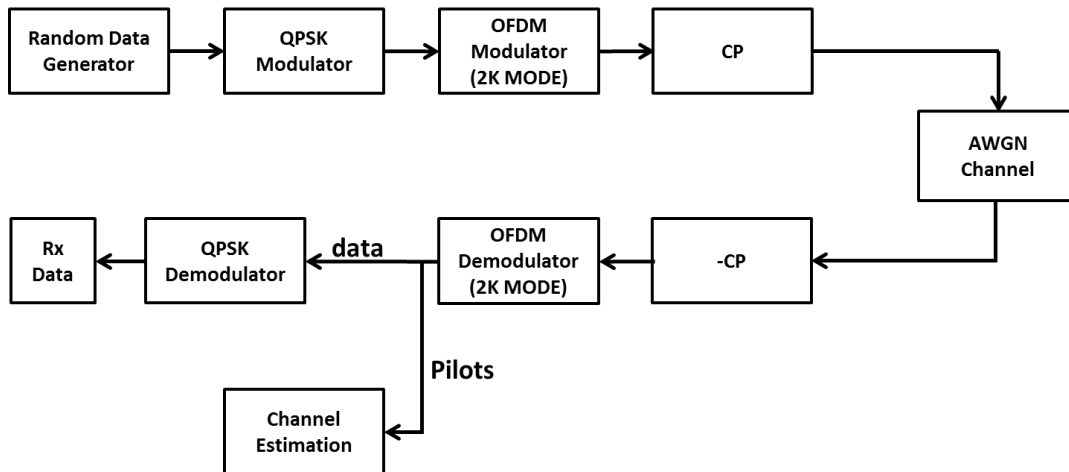 Random Data
Generator
QPSK
Modulator
OFDM
Modulator
(2K MODE)
CP
AWGN
Channel
Rx
Data
QPSK
Demodulator
data
OFDM
Demodulator
(2K MODE)
-CP
Pilots
Channel
Estimation